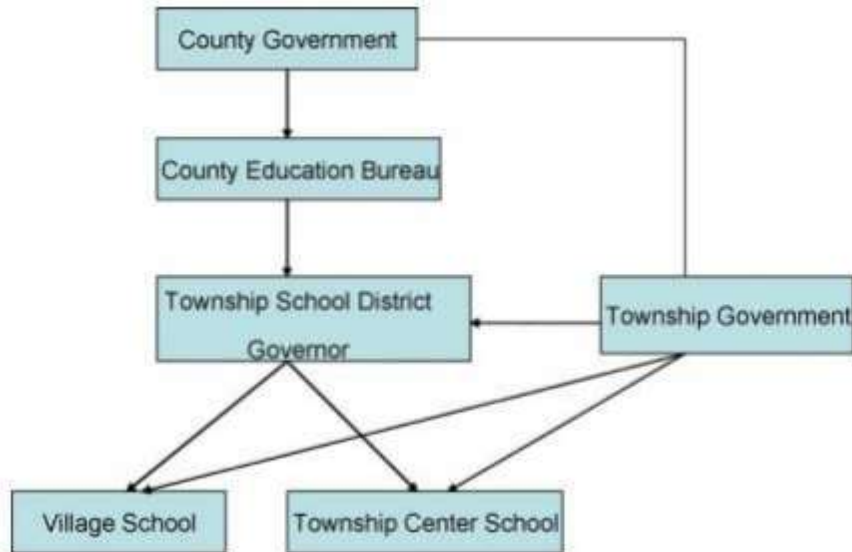 County Government
County Education Bureau
Township School District
Governor
Township Government
Village School
Township Center School